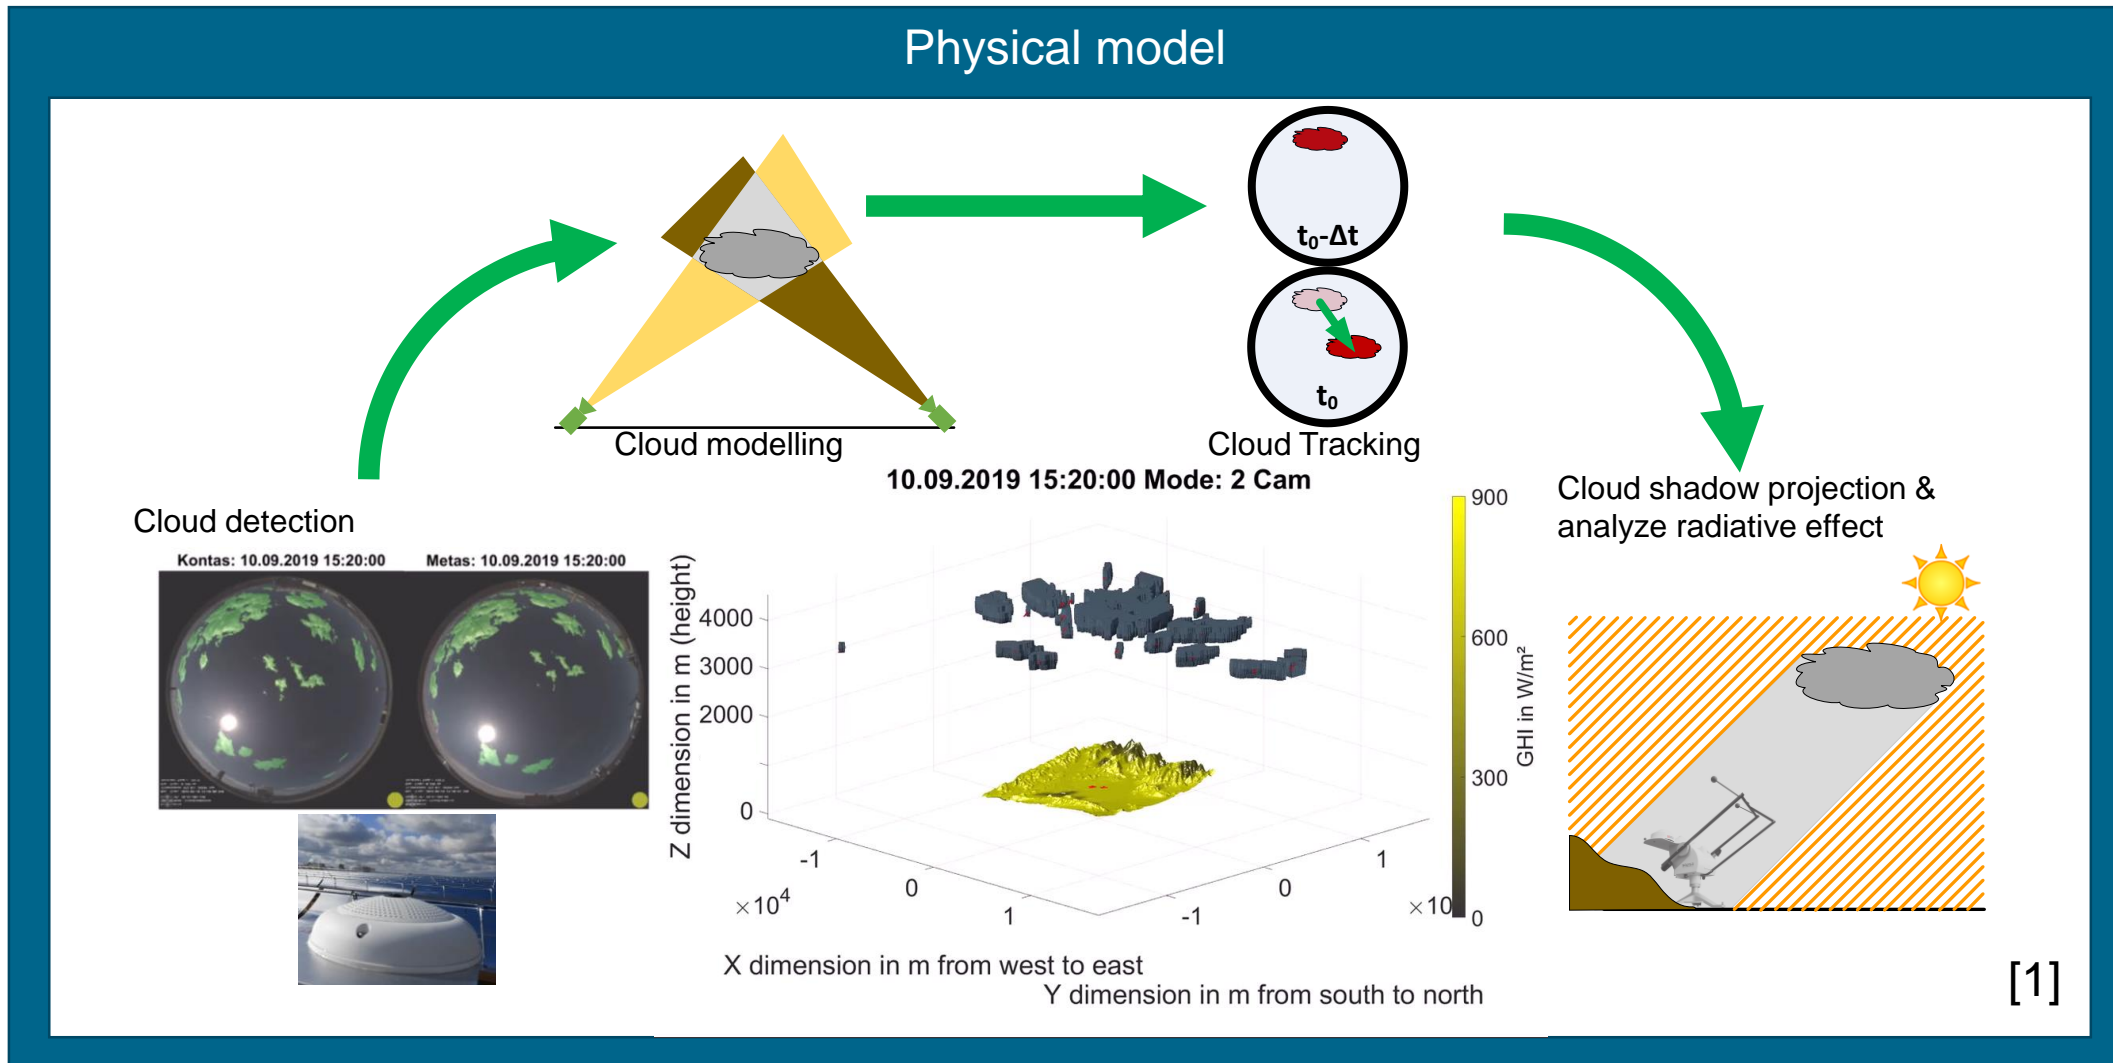 Physical model
t₀-Δt
t₀
Cloud modelling
Cloud Tracking
Cloud detection
Kontas: 10.09.2019 15:20:00
Metas: 10.09.2019 15:20:00
10.09.2019 15:20:00 Mode: 2 Cam
Z dimension in m (height)
4000
3000
2000
0
-1
0
1
×10⁴
-1
0
1
×10
X dimension in m from west to east
Y dimension in m from south to north
900
600
300
0
GHI in W/m²
Cloud shadow projection &
analyze radiative effect
[1]